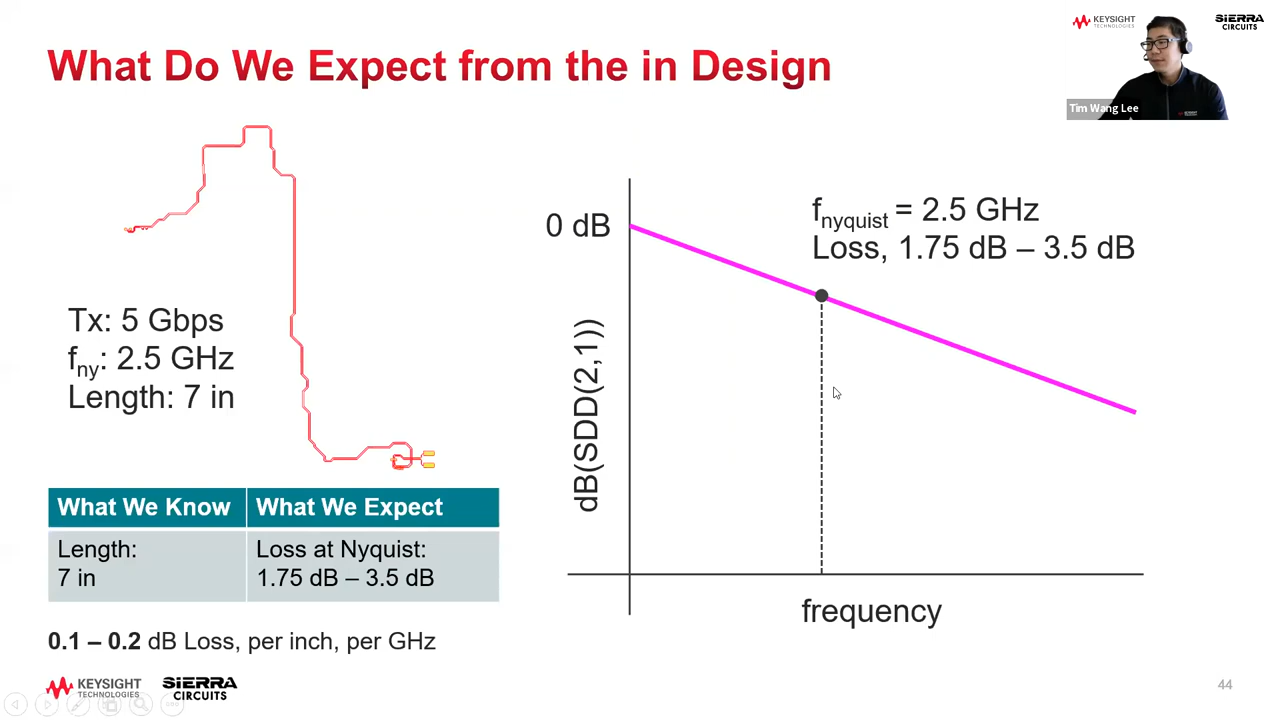 KEYSIGHT
TECHNOLOGIES
SIERRA
CIRCUITS
What Do We Expect from the in Design
Tim Wang Lee
Tx: 5 Gbps
fny: 2.5 GHz
Length: 7 in
0 dB
fnyquist = 2.5 GHz
Loss, 1.75 dB – 3.5 dB
dB(SDD(2,1))
frequency
What We Know What We Expect
Length: Loss at Nyquist:
7 in 1.75 dB – 3.5 dB
0.1 – 0.2 dB Loss, per inch, per GHz
KEYSIGHT
TECHNOLOGIES
SIERRA
CIRCUITS
44